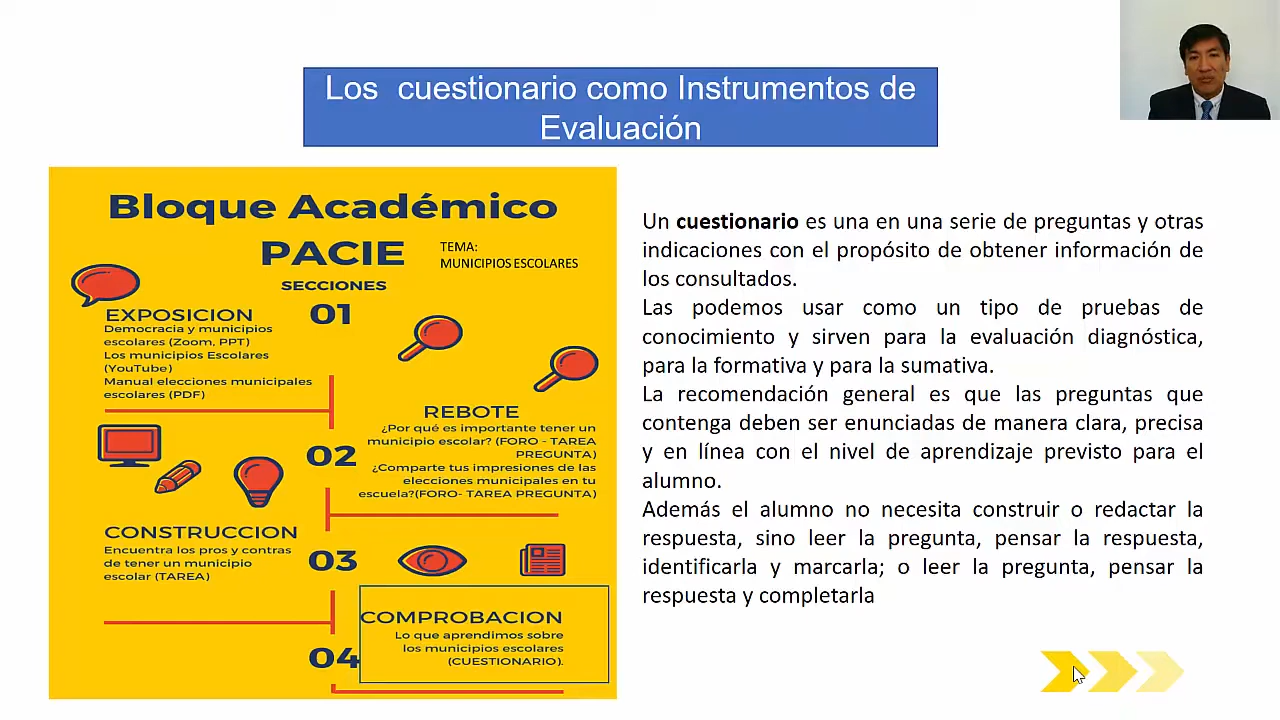 Los cuestionario como Instrumentos de
Evaluación
Bloque Académico
PACIE
TEMA:
MUNICIPIOS ESCOLARES
SECCIONES
01
EXPOSICION
Democracia y municipios
escolares (Zoom, PPT)
Los municipios Escolares
(YouTube)
Manual elecciones municipales
escolares (PDF)
REBOTE
¿Por qué es importante tener un
municipio escolar? (FORO - TAREA
PREGUNTA)
¿Comparte tus impresiones de las
elecciones municipales en tu
escuela?(FORO- TAREA PREGUNTA)
02
CONSTRUCCION
Encuentra los pros y contras
de tener un municipio
escolar (TAREA)
03
COMPROBACION
Lo que aprendimos sobre
los municipios escolares
(CUESTIONARIO).
04
Un cuestionario es una en una serie de preguntas y otras
indicaciones con el propósito de obtener información de
los consultados.
Las podemos usar como un tipo de pruebas de
conocimiento y sirven para la evaluación diagnóstica,
para la formativa y para la sumativa.
La recomendación general es que las preguntas que
contenga deben ser enunciadas de manera clara, precisa
y en línea con el nivel de aprendizaje previsto para el
alumno.
Además el alumno no necesita construir o redactar la
respuesta, sino leer la pregunta, pensar la respuesta,
identificarla y marcarla; o leer la pregunta, pensar la
respuesta y completarla